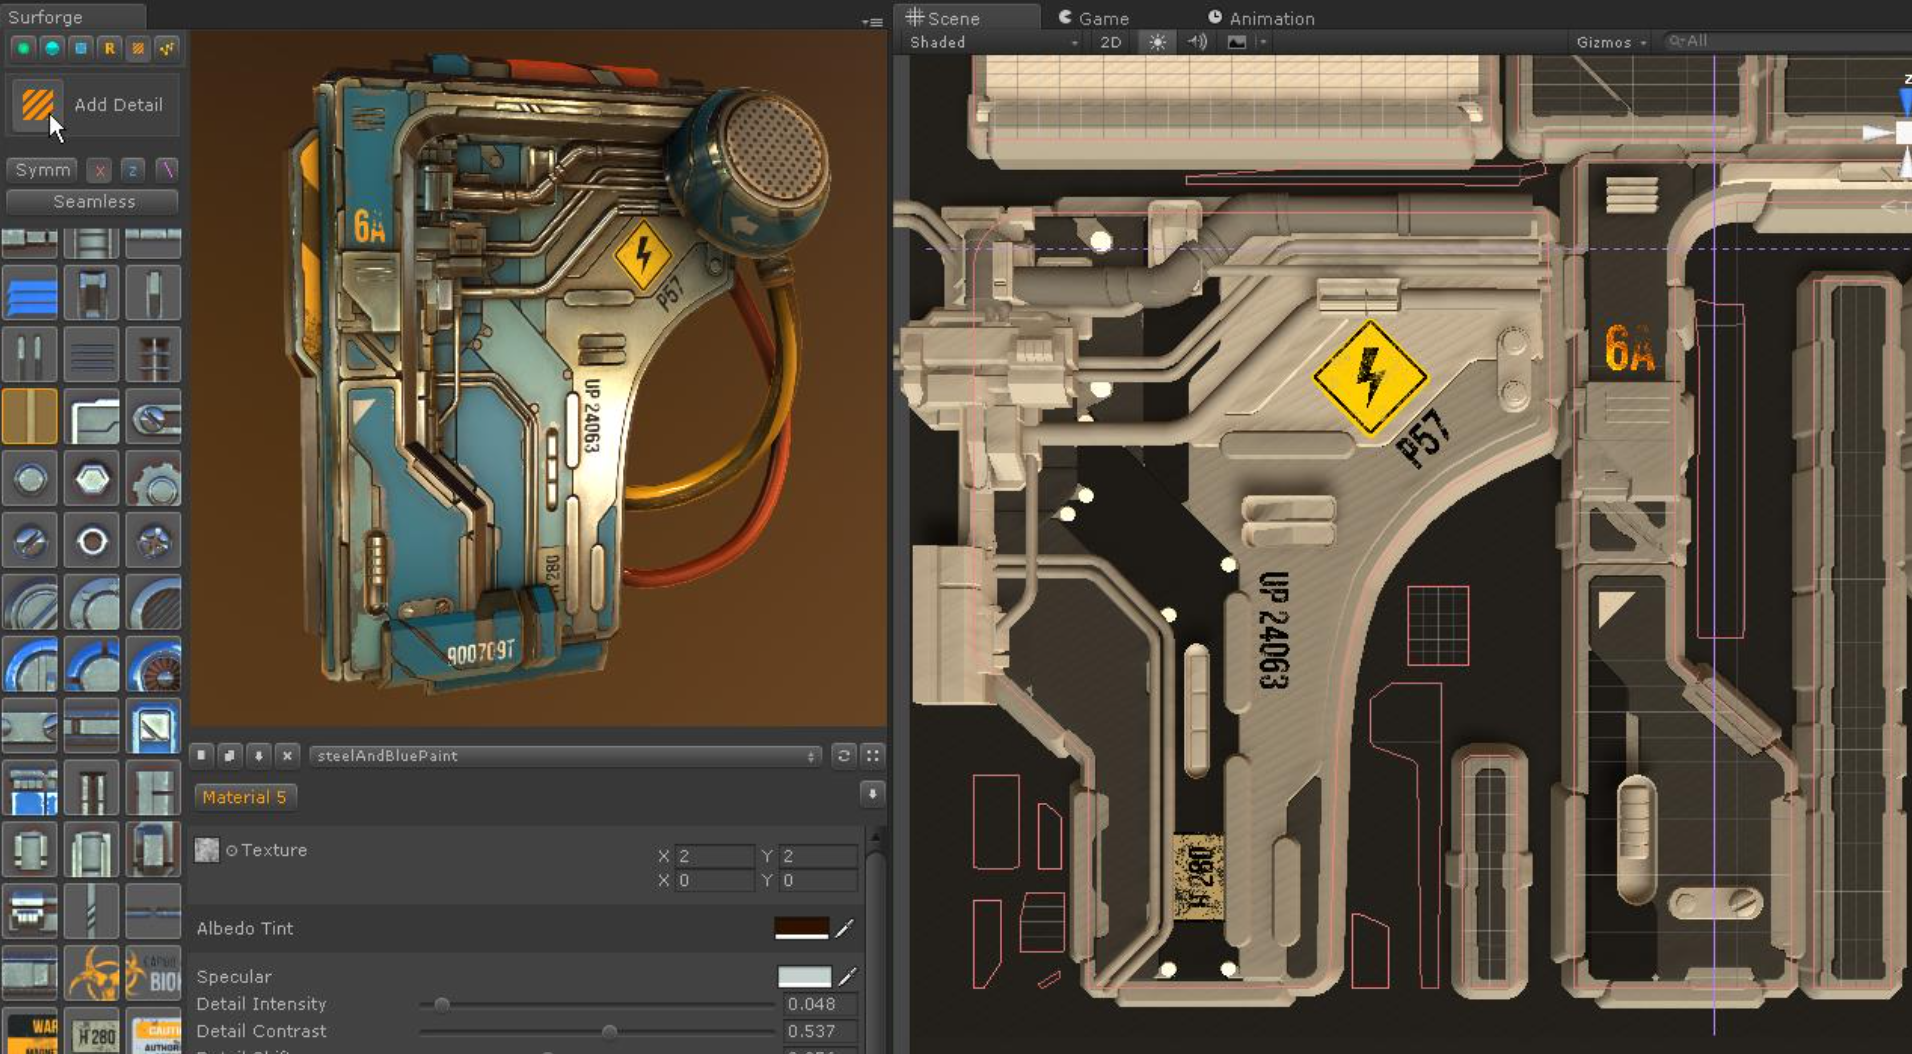 Surforge
R
Add Detail
Symm
x
z
Seamless
6A
P57
UP 24063
H 280
900709T
steelAndBluePaint
Material 5
Texture
X 2 Y 2
X 0 Y 0
Albedo Tint
Specular
Detail Intensity
0.048
Detail Contrast
0.537
BIO
WAR
H 280
CAUTI
AUTHOR
Scene
Game
Animation
Shaded
2D
Gizmos
All
z
6A
P57
UP 24063
H 280